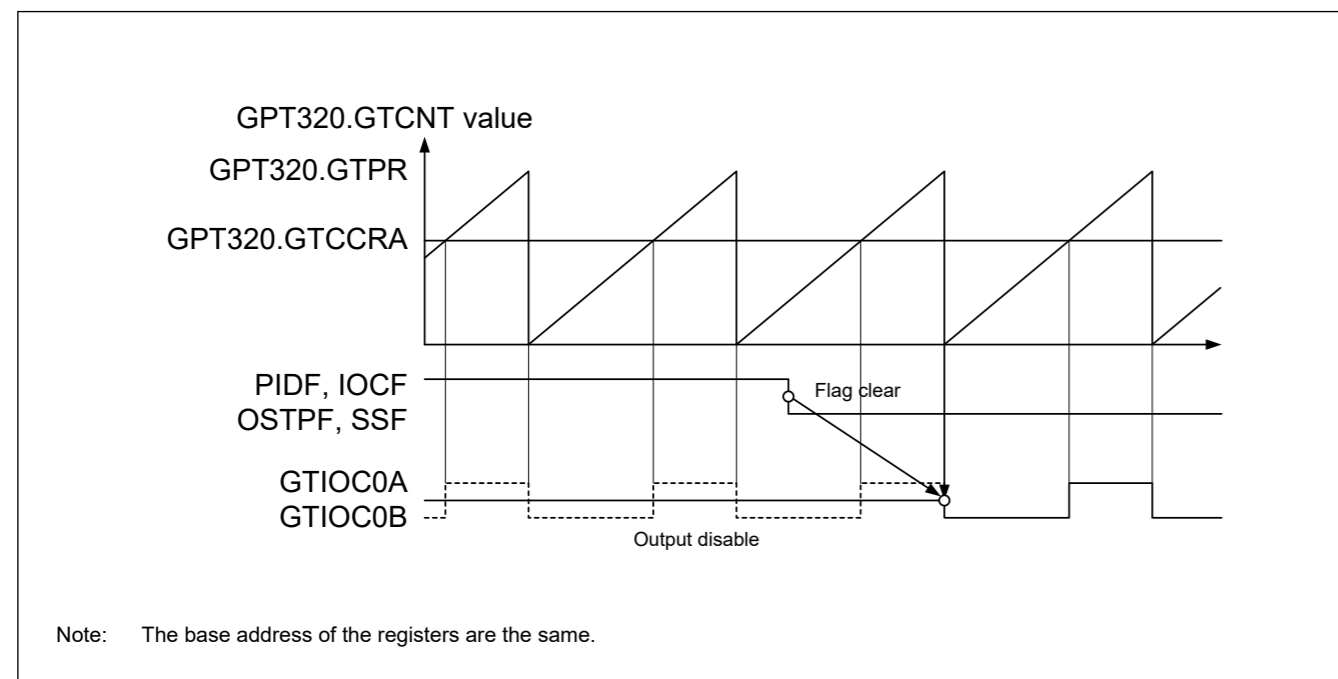 GPT320.GTCNT value
GPT320.GTPR
GPT320.GTCCRA
PIDF, IOCF
Flag clear
OSTPF, SSF
GTIOC0A
GTIOC0B
Output disable
Note: The base address of the registers are the same.